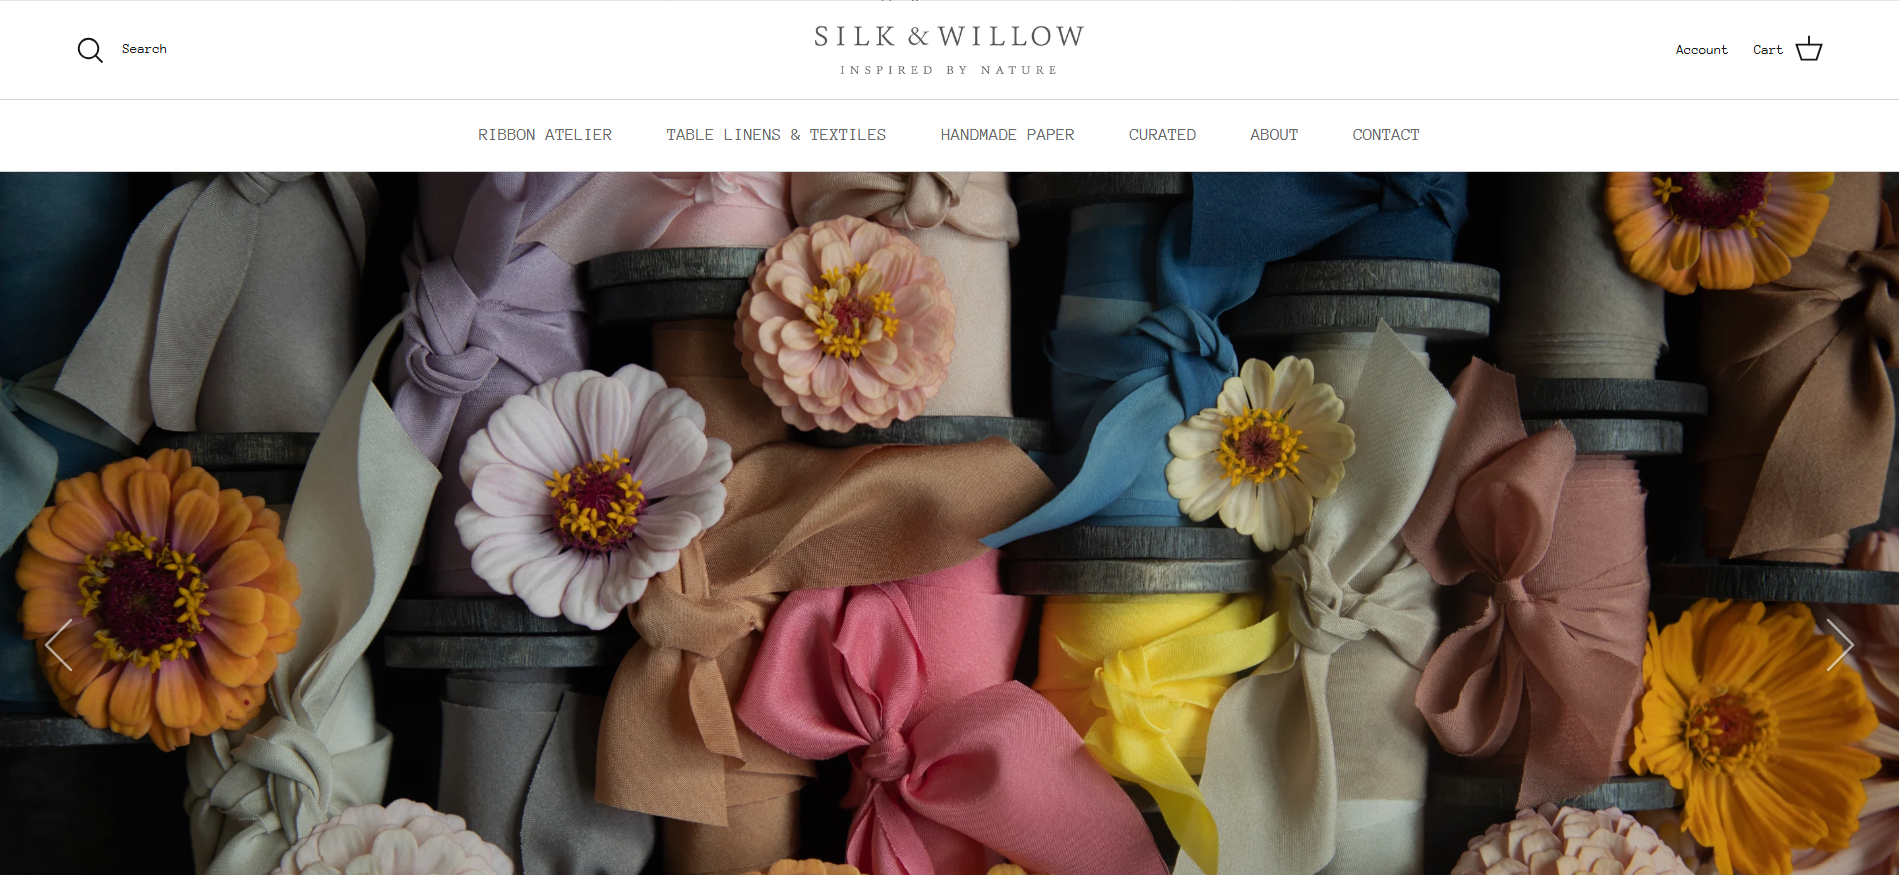 Search
SILK & WILLOW
INSPIRED BY NATURE
Account
Cart
RIBBON ATELIER
TABLE LINENS & TEXTILES
HANDMADE PAPER
CURATED
ABOUT
CONTACT